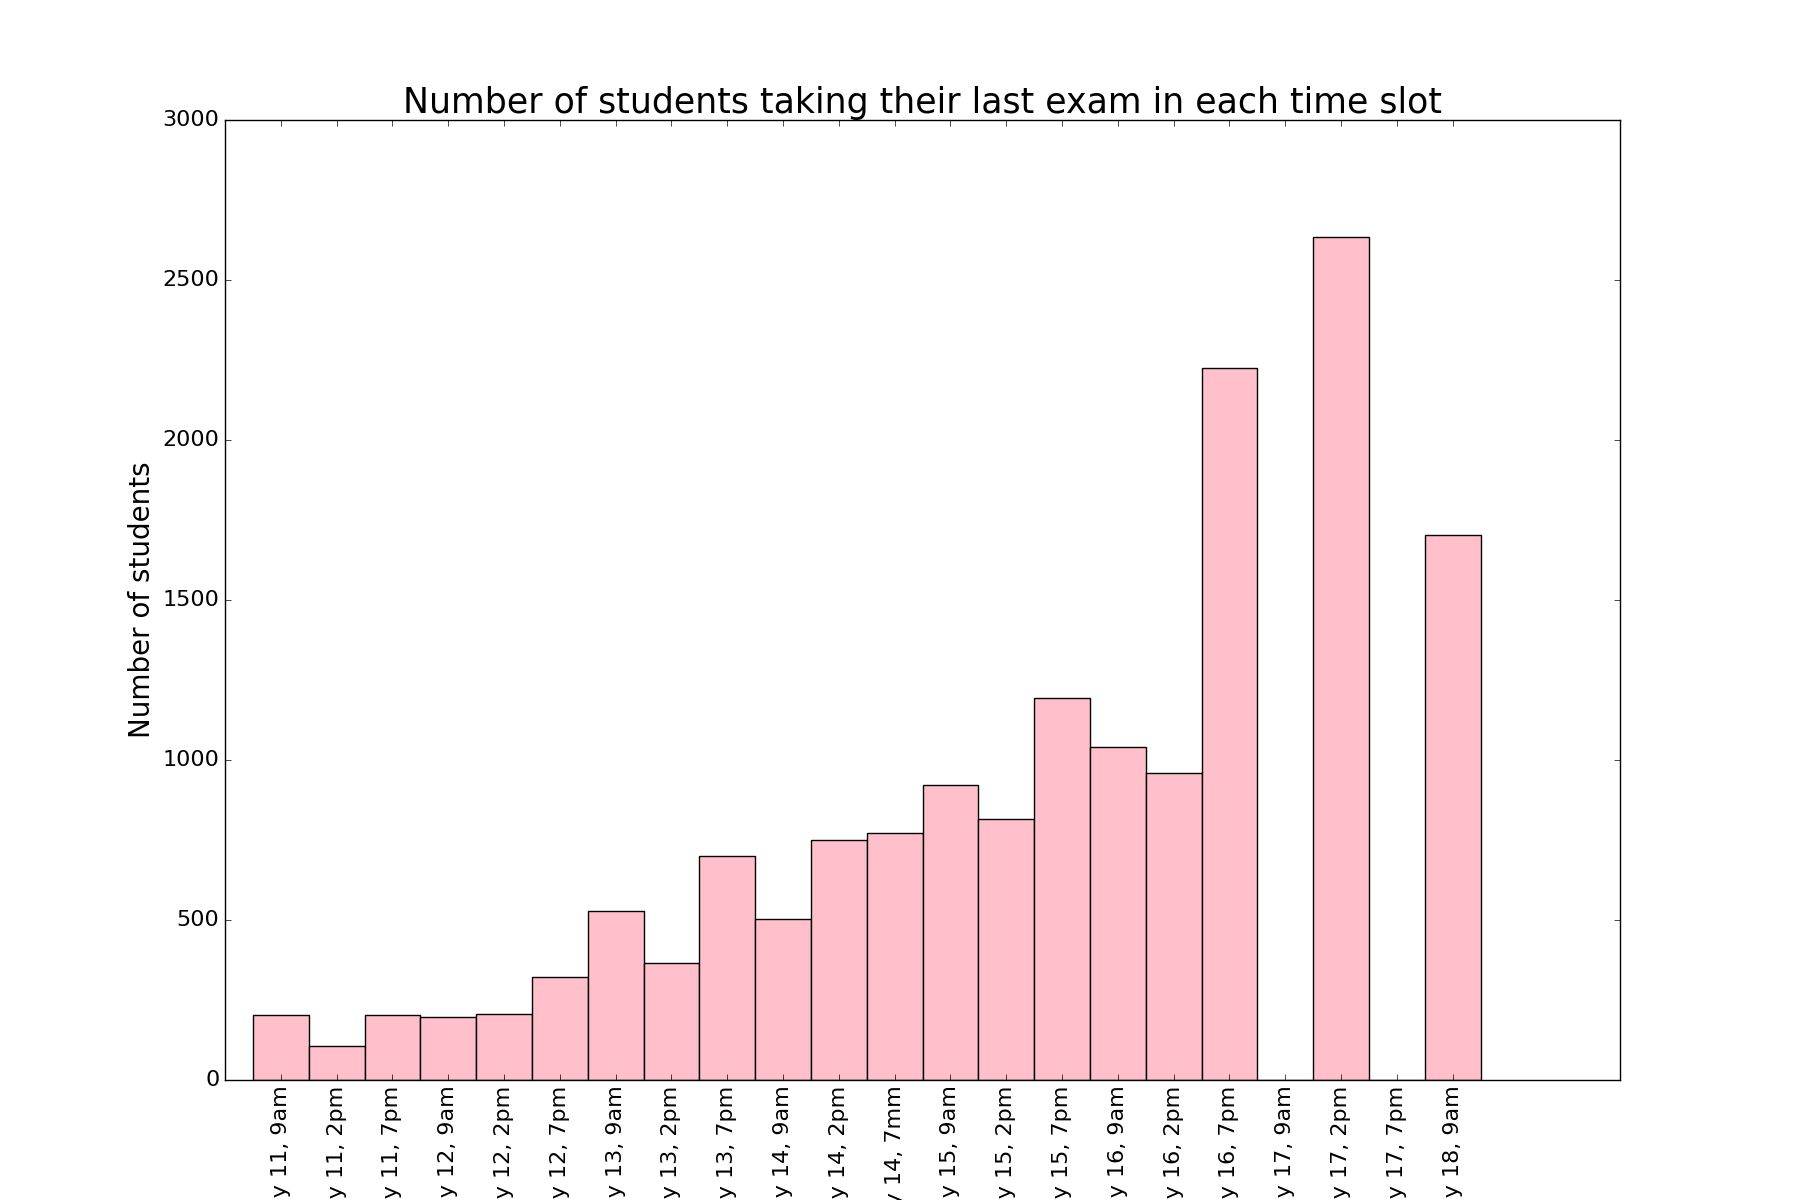 Number of students taking their last exam in each time slot
3000
2500
2000
1500
1000
500
0
Number of students
y 11, 9am
y 11, 2pm
y 11, 7pm
y 12, 9am
y 12, 2pm
y 12, 7pm
y 13, 9am
y 13, 2pm
y 13, 7pm
y 14, 9am
y 14, 2pm
y 14, 7mm
y 15, 9am
y 15, 2pm
y 15, 7pm
y 16, 9am
y 16, 2pm
y 16, 7pm
y 17, 9am
y 17, 2pm
y 17, 7pm
y 18, 9am